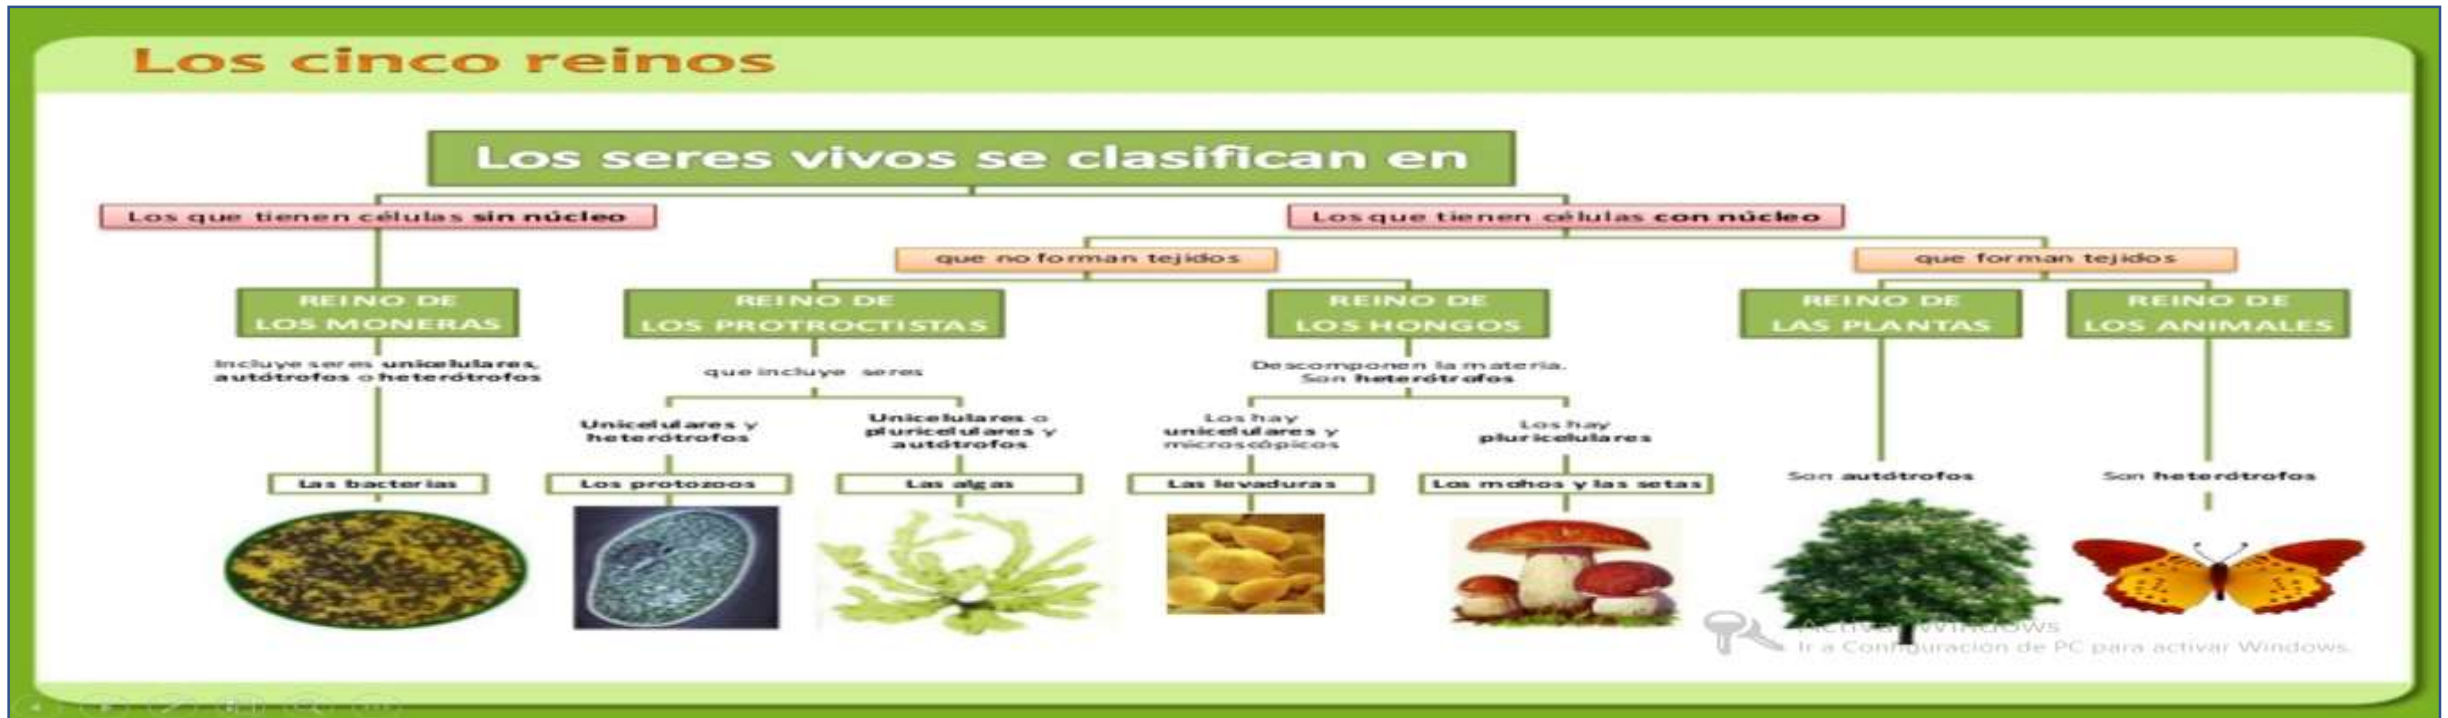 Los cinco reinos
Los seres vivos se clasifican en
Los que tienen células sin núcleo
Los que tienen células con núcleo
que no forman tejidos
que forman tejidos
REINO DE
LOS MONERAS
REINO DE
LOS PROTROCTISTAS
REINO DE
LOS HONGOS
REINO DE
LAS PLANTAS
REINO DE
LOS ANIMALES
Incluye seres unicelulares,
autótrofos o heterótrofos
que incluye seres
Descomponen la materia.
Son heterótrofos
Unicelulares y
heterótrofos
Unicelulares o
pluricelulares y
autótrofos
Los hay
unicelulares y
microscópicos
Los hay
pluricelulares
Son autótrofos
Son heterótrofos
Las bacterias
Los protozoos
Las algas
Las levaduras
Los mohos y las setas
Activar Windows
Ir a Configuración de PC para activar Windows.